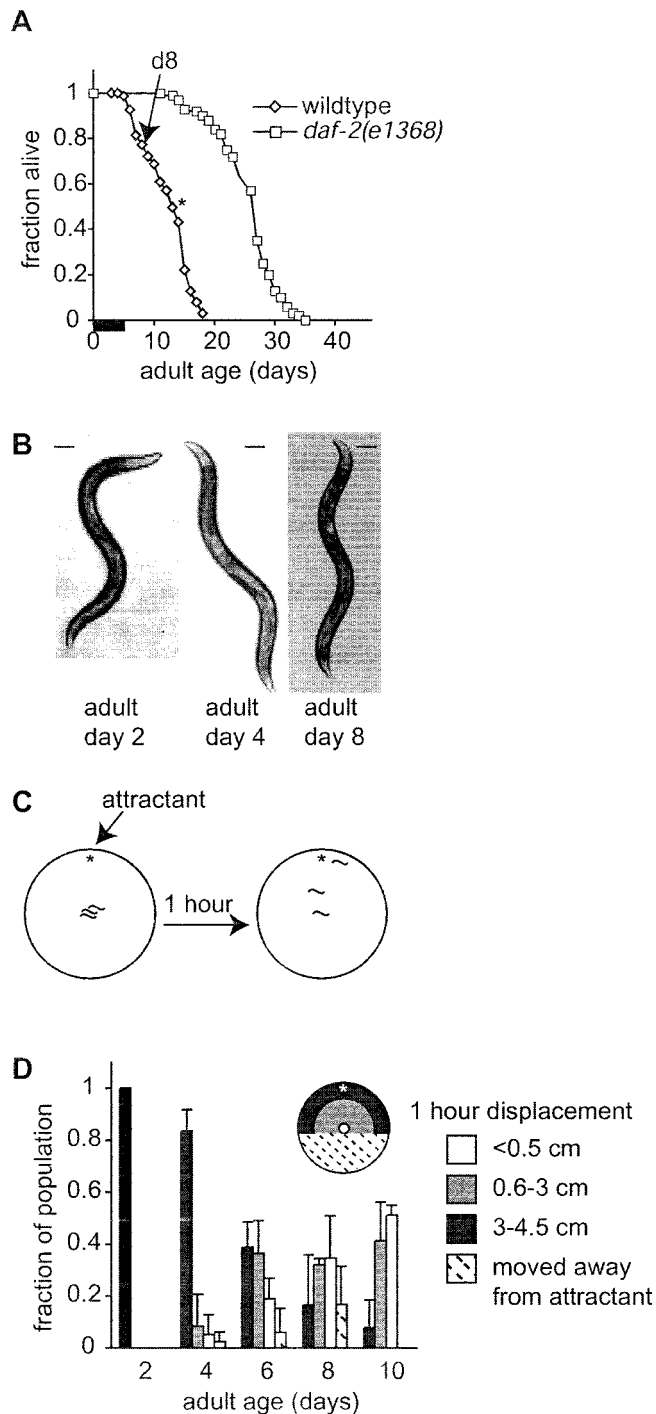 A
d8
1
0.8
0.6
0.4
0.2
0
fraction alive
*
wildtype
daf-2(e1368)
0 10 20 30 40
adult age (days)
B
adult day 2
adult day 4
adult day 8
C
attractant
*
1 hour
*
D
1
0.8
0.6
0.4
0.2
0
fraction of population
*
1 hour displacement
<0.5 cm
0.6-3 cm
3-4.5 cm
moved away
from attractant
2 4 6 8 10
adult age (days)